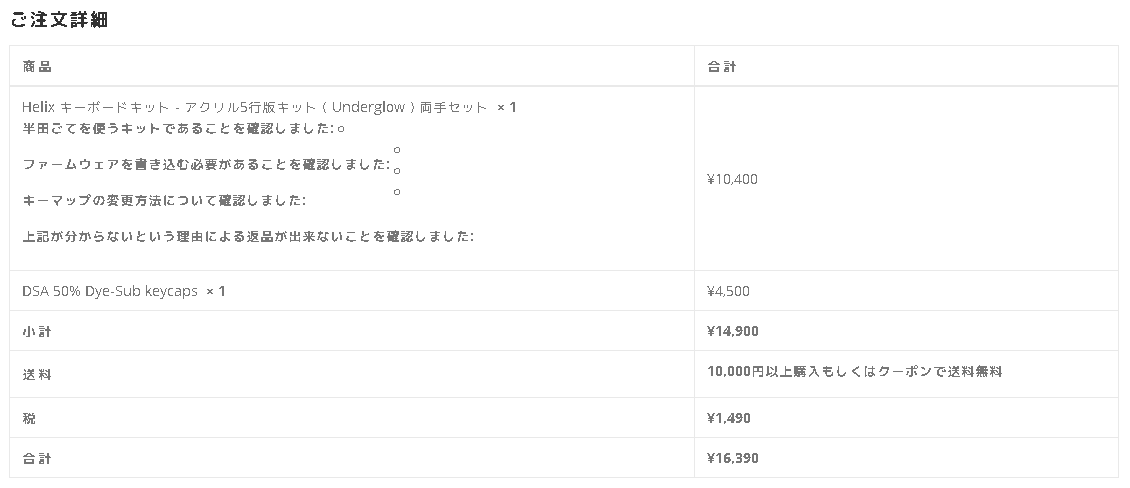 ご注文詳細
商品 合計
Helix キーボードキット - アクリル5行版キット ( Underglow ) 両手セット × 1
半田ごてを使うキットであることを確認しました: ○
ファームウェアを書き込む必要があることを確認しました: ○
○
キーマップの変更方法について確認しました: ○
上記が分からないという理由による返品が出来ないことを確認しました:
¥10,400
DSA 50% Dye-Sub keycaps × 1 ¥4,500
小計 ¥14,900
送料 10,000円以上購入もしくはクーポンで送料無料
税 ¥1,490
合計 ¥16,390